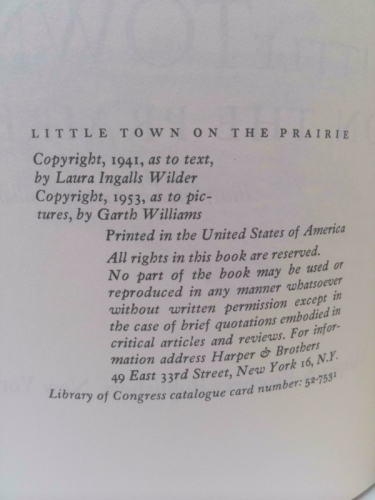 LITTLE TOWN ON THE PRAIRIE
Copyright, 1941, as to text,
by Laura Ingalls Wilder
Copyright, 1953, as to pic-
tures, by Garth Williams
Printed in the United States of America
All rights in this book are reserved.
No part of the book may be used or
reproduced in any manner whatsoever
without written permission except in
the case of brief quotations embodied in
critical articles and reviews. For infor-
mation address Harper & Brothers
49 East 33rd Street, New York 16, N.Y.
Library of Congress catalogue card number: 52-7531